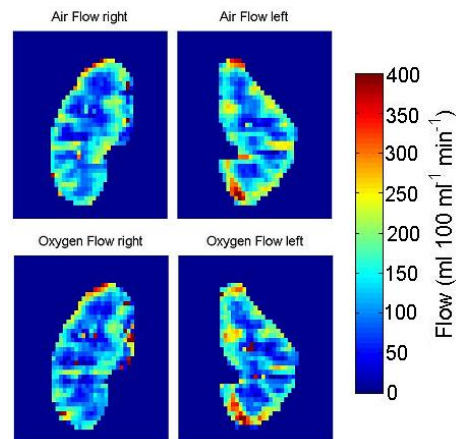 Air Flow right
Air Flow left
Oxygen Flow right
Oxygen Flow left
400
350
300
250
200
150
100
50
0
Flow (ml 100 ml⁻¹ min⁻¹)